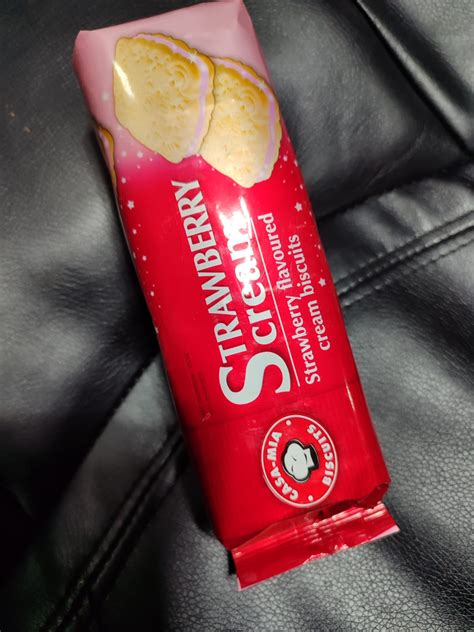 STRAWBERRY
Scream
Strawberry flavoured
cream biscuits
CASA-MIA
BISCUITS